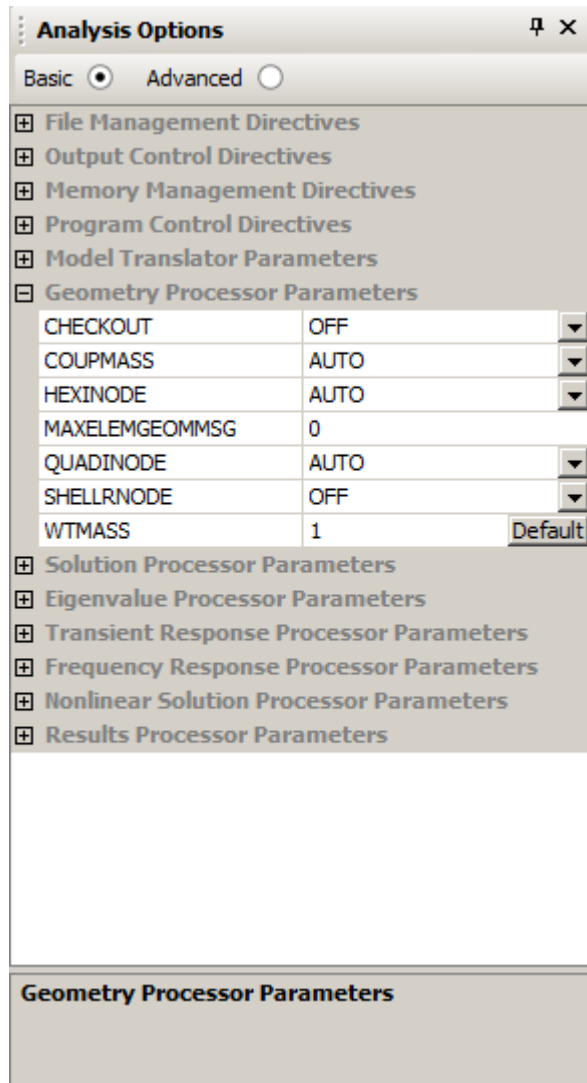 Analysis Options
Basic Advanced
File Management Directives
Output Control Directives
Memory Management Directives
Program Control Directives
Model Translator Parameters
Geometry Processor Parameters
CHECKOUT OFF
COUPMASS AUTO
HEXINODE AUTO
MAXELEMGEOMMSG 0
QUADINODE AUTO
SHELLRNODE OFF
WTMASS 1 Default
Solution Processor Parameters
Eigenvalue Processor Parameters
Transient Response Processor Parameters
Frequency Response Processor Parameters
Nonlinear Solution Processor Parameters
Results Processor Parameters
Geometry Processor Parameters